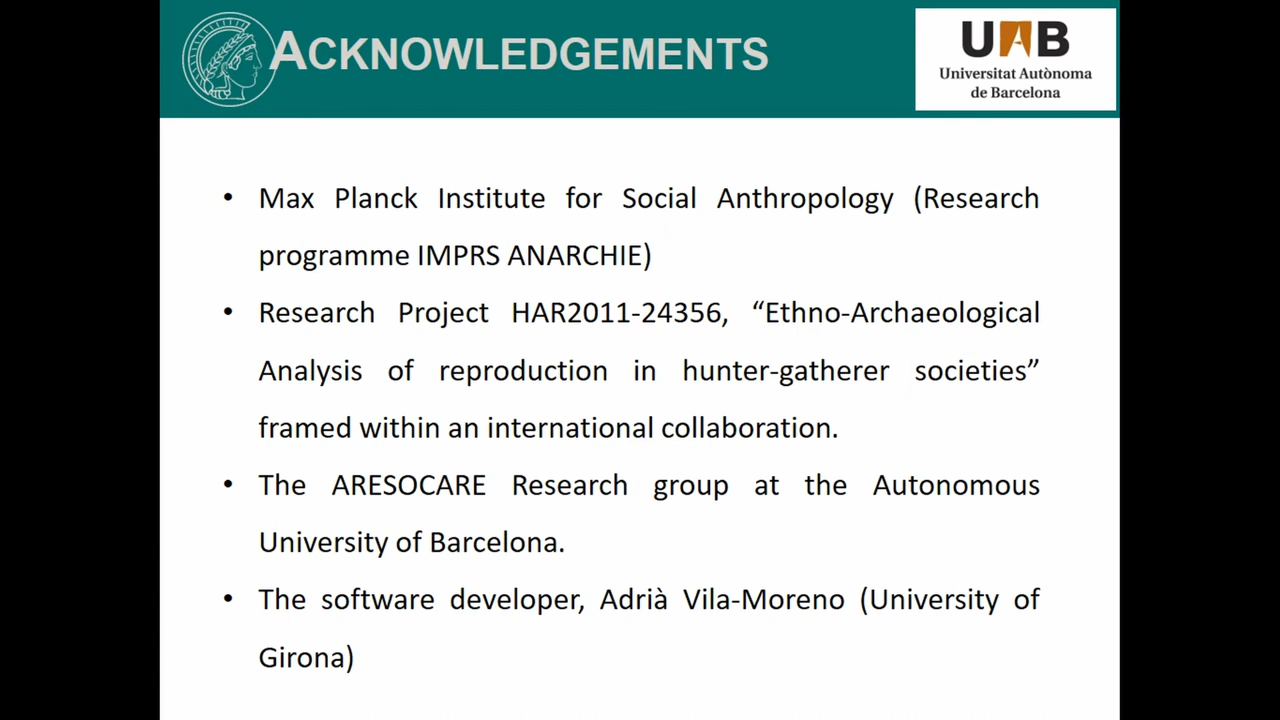 ACKNOWLEDGEMENTS
UAB
Universitat Autònoma
de Barcelona
• Max Planck Institute for Social Anthropology (Research
programme IMPRS ANARCHIE)
• Research Project HAR2011-24356, “Ethno-Archaeological
Analysis of reproduction in hunter-gatherer societies”
framed within an international collaboration.
• The ARESOCARE Research group at the Autonomous
University of Barcelona.
• The software developer, Adrià Vila-Moreno (University of
Girona)